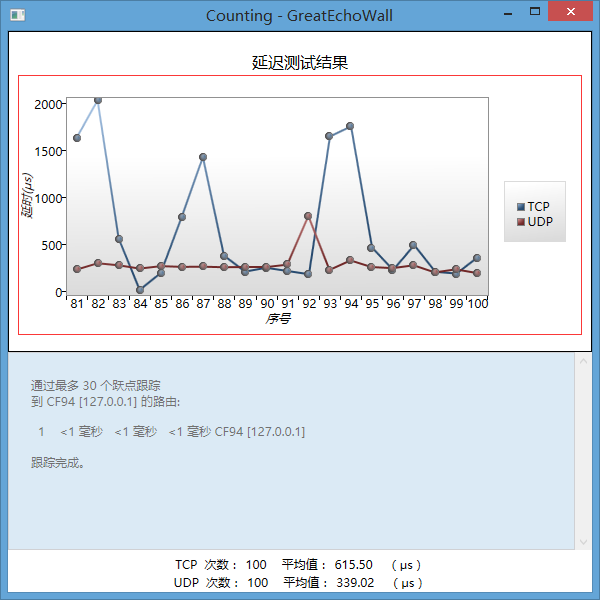 Counting - GreatEchoWall
延迟测试结果
2000
1500
1000
500
0
延时(μs)
81 82 83 84 85 86 87 88 89 90 91 92 93 94 95 96 97 98 99 100
序号
TCP
UDP
通过最多 30 个跃点跟踪
到 CF94 [127.0.0.1] 的路由:
1 <1 毫秒 <1 毫秒 <1 毫秒 CF94 [127.0.0.1]
跟踪完成。
TCP 次数： 100 平均值： 615.50 （μs）
UDP 次数： 100 平均值： 339.02 （μs）